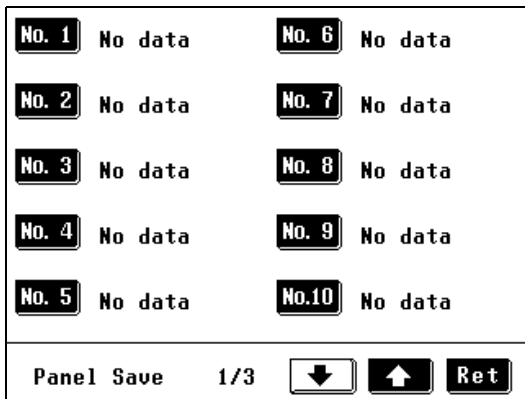 No. 1 No data No. 6 No data
No. 2 No data No. 7 No data
No. 3 No data No. 8 No data
No. 4 No data No. 9 No data
No. 5 No data No.10 No data
Panel Save 1/3 Ret